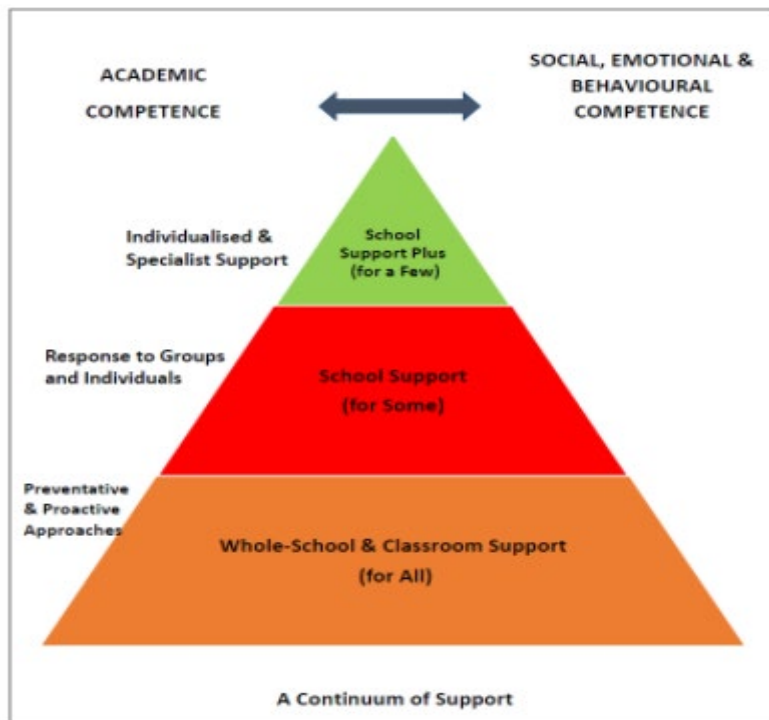 ACADEMIC
COMPETENCE
SOCIAL, EMOTIONAL &
BEHAVIOURAL
COMPETENCE
Individualised &
Specialist Support
School
Support Plus
(for a Few)
Response to Groups
and Individuals
School Support
(for Some)
Preventative
& Proactive
Approaches
Whole-School & Classroom Support
(for All)
A Continuum of Support